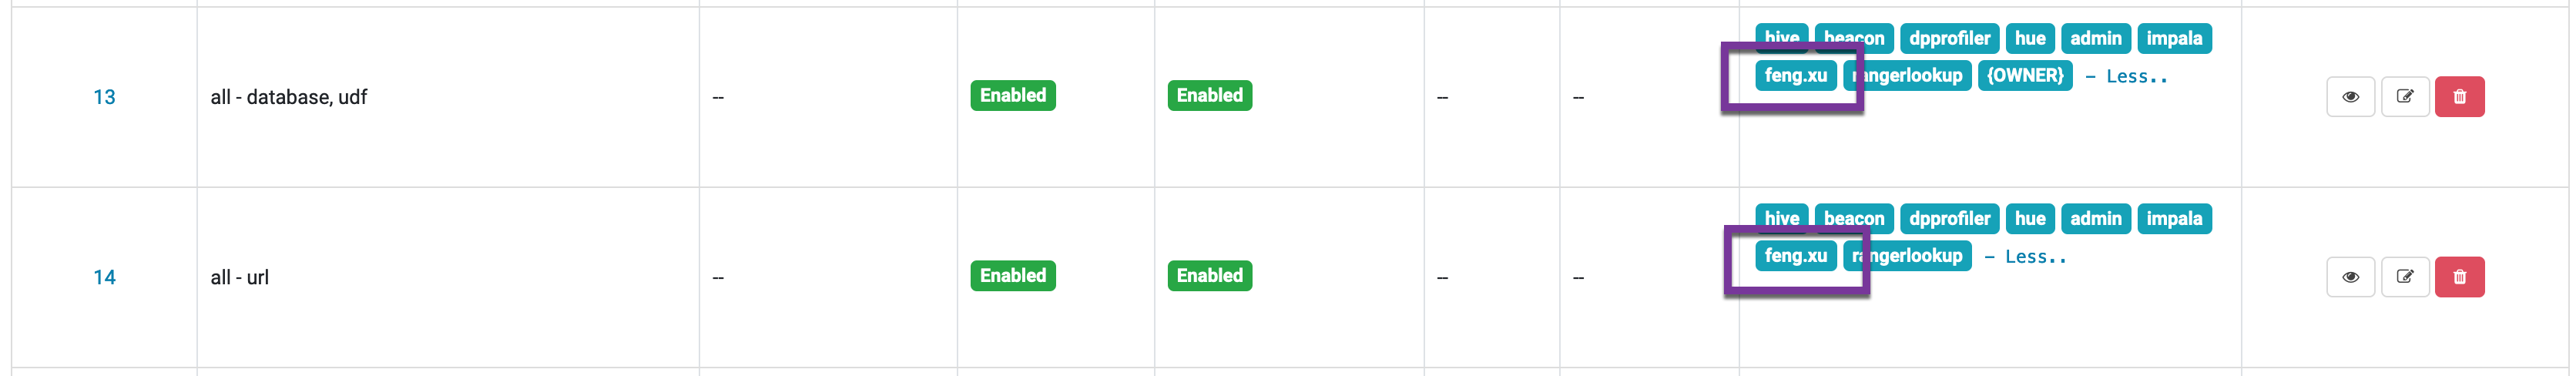 hive beacon dpprofiler hue admin impala
13 all - database, udf -- Enabled Enabled -- -- feng.xu rangerlookup {OWNER} - Less..
hive beacon dpprofiler hue admin impala
14 all - url -- Enabled Enabled -- -- feng.xu rangerlookup - Less..